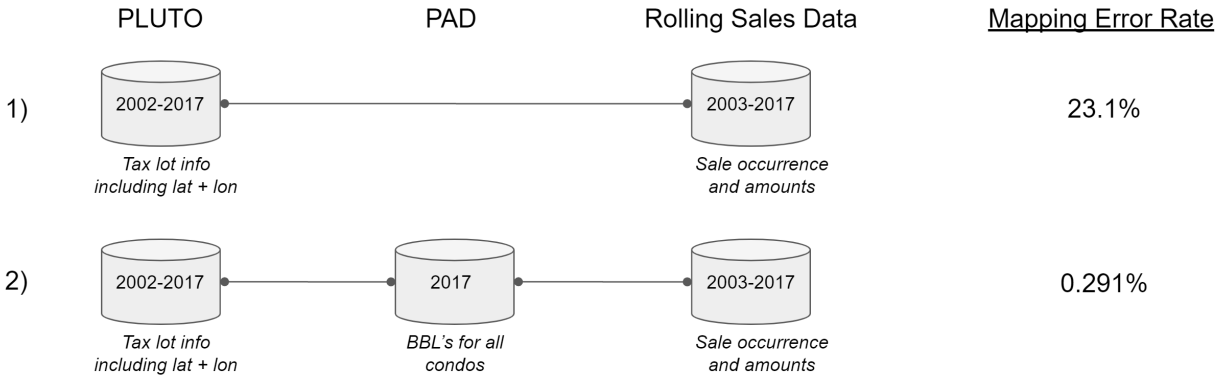 PLUTO PAD Rolling Sales Data Mapping Error Rate
1) 2002-2017 2003-2017 23.1%
Tax lot info Sale occurrence
including lat + lon and amounts
2) 2002-2017 2017 2003-2017 0.291%
Tax lot info BBL's for all Sale occurrence
including lat + lon condos and amounts